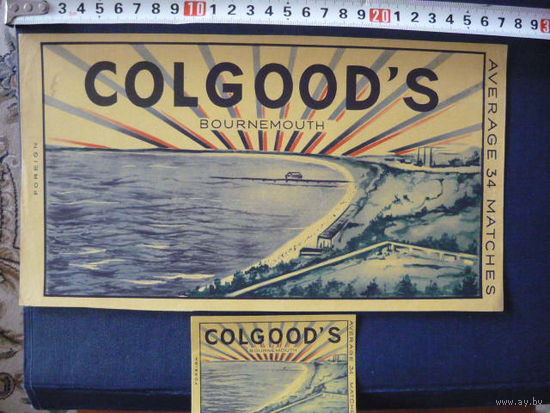 3 4 5 6 7 8 9 10 1 2 3 4 5 6 7 8 9 20 1 2 3 4 5 6 7 8 9
COLGOOD'S
BOURNEMOUTH
FOREIGN
AVERAGE 34 MATCHES
COLGOOD'S
BOURNEMOUTH
FOREIGN
AVERAGE 34 MATCHES
www.ay.by